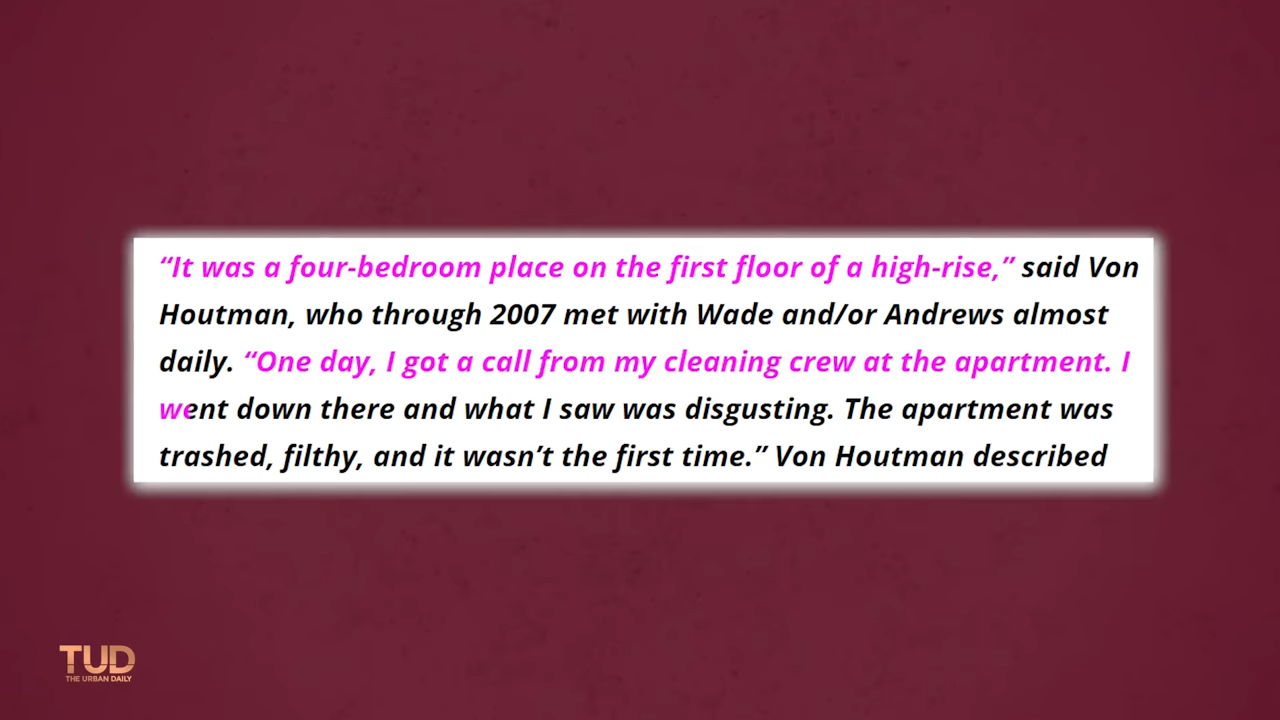 “It was a four-bedroom place on the first floor of a high-rise,” said Von
Houtman, who through 2007 met with Wade and/or Andrews almost
daily. “One day, I got a call from my cleaning crew at the apartment. I
went down there and what I saw was disgusting. The apartment was
trashed, filthy, and it wasn’t the first time.” Von Houtman described
TUD
THE URBAN DAILY